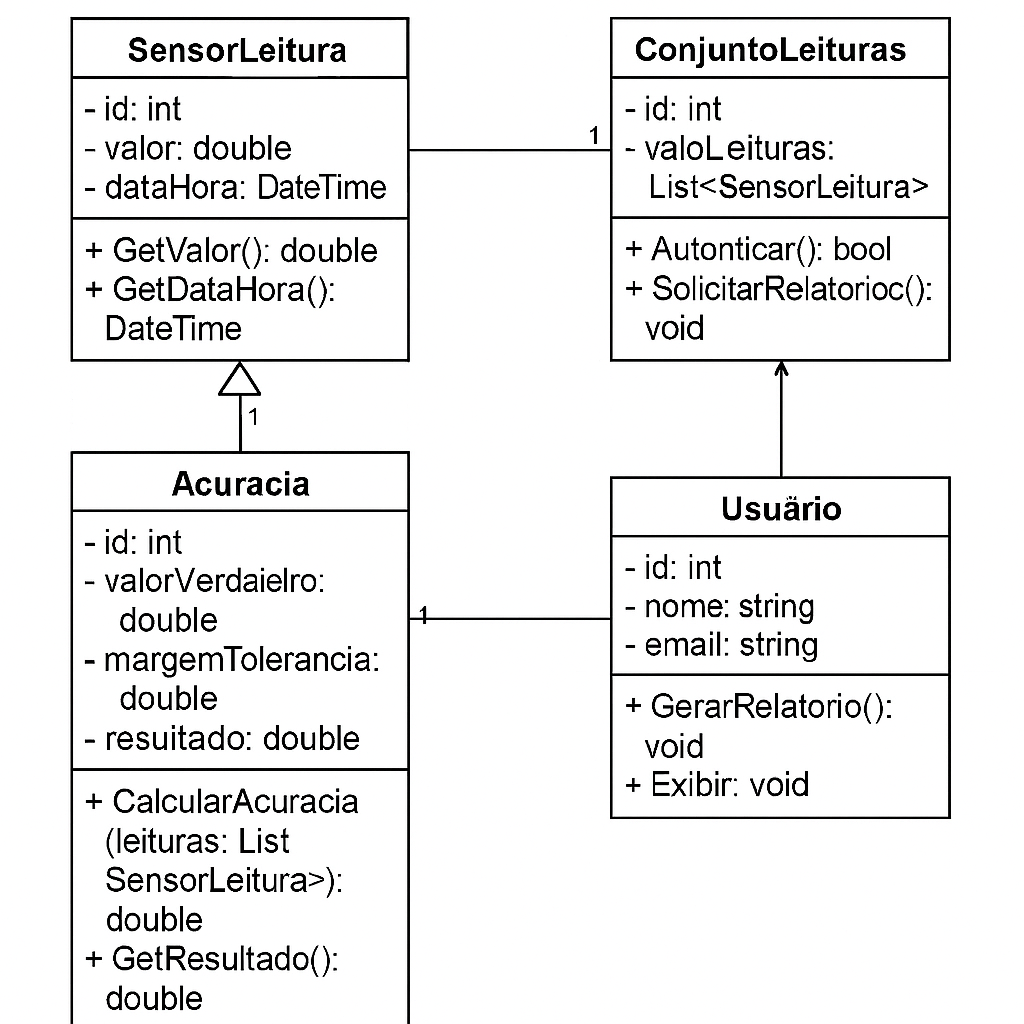 SensorLeitura
- id: int
- valor: double
- dataHora: DateTime
+ GetValor(): double
+ GetDataHora():
DateTime
1
ConjuntoLeituras
- id: int
- valoLeituras:
List<SensorLeitura>
+ Autonticar(): bool
+ SolicitarRelatorioc():
void
1
Acuracia
- id: int
- valorVerdaielro:
double
- margemTolerancia:
double
- resuitado: double
+ CalcularAcuracia
(leituras: List
SensorLeitura>):
double
+ GetResultado():
double
1
Usuärio
- id: int
- nome: string
- email: string
+ GerarRelatorio():
void
+ Exibir: void